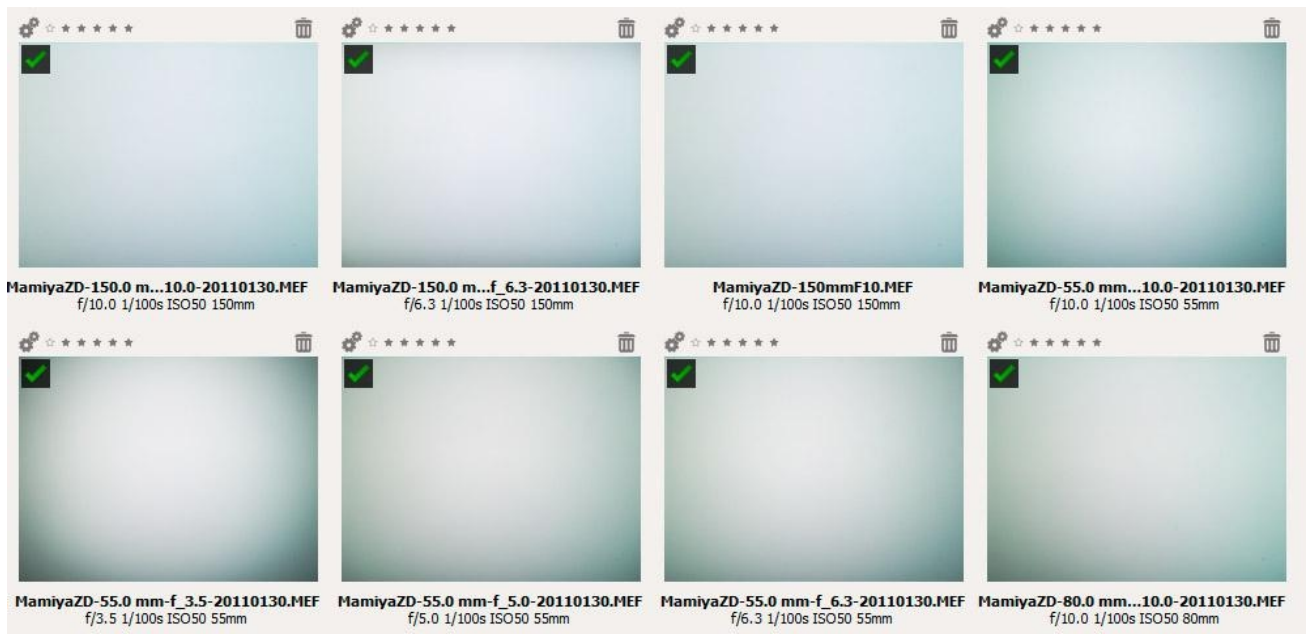 MamiyaZD-150.0 m...10.0-20110130.MEF
f/10.0 1/100s ISO50 150mm
MamiyaZD-150.0 m...f_6.3-20110130.MEF
f/6.3 1/100s ISO50 150mm
MamiyaZD-150mmF10.MEF
f/10.0 1/100s ISO50 150mm
MamiyaZD-55.0 mm...10.0-20110130.MEF
f/10.0 1/100s ISO50 55mm
MamiyaZD-55.0 mm-f_3.5-20110130.MEF
f/3.5 1/100s ISO50 55mm
MamiyaZD-55.0 mm-f_5.0-20110130.MEF
f/5.0 1/100s ISO50 55mm
MamiyaZD-55.0 mm-f_6.3-20110130.MEF
f/6.3 1/100s ISO50 55mm
MamiyaZD-80.0 mm...10.0-20110130.MEF
f/10.0 1/100s ISO50 80mm